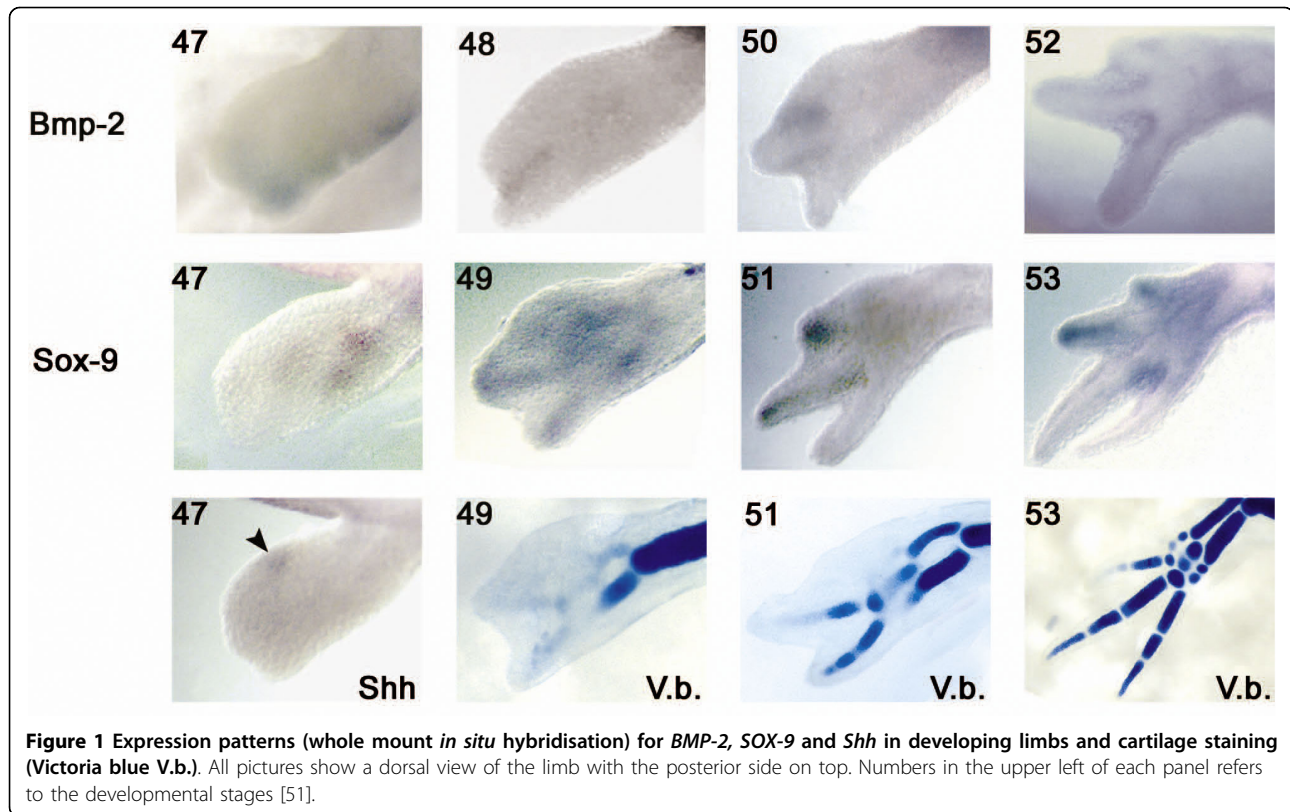 47 48 50 52
Bmp-2
47 49 51 53
Sox-9
47 49 51 53
Shh V.b. V.b. V.b.
Figure 1 Expression patterns (whole mount in situ hybridisation) for BMP-2, SOX-9 and Shh in developing limbs and cartilage staining
(Victoria blue V.b.). All pictures show a dorsal view of the limb with the posterior side on top. Numbers in the upper left of each panel refers
to the developmental stages [51].